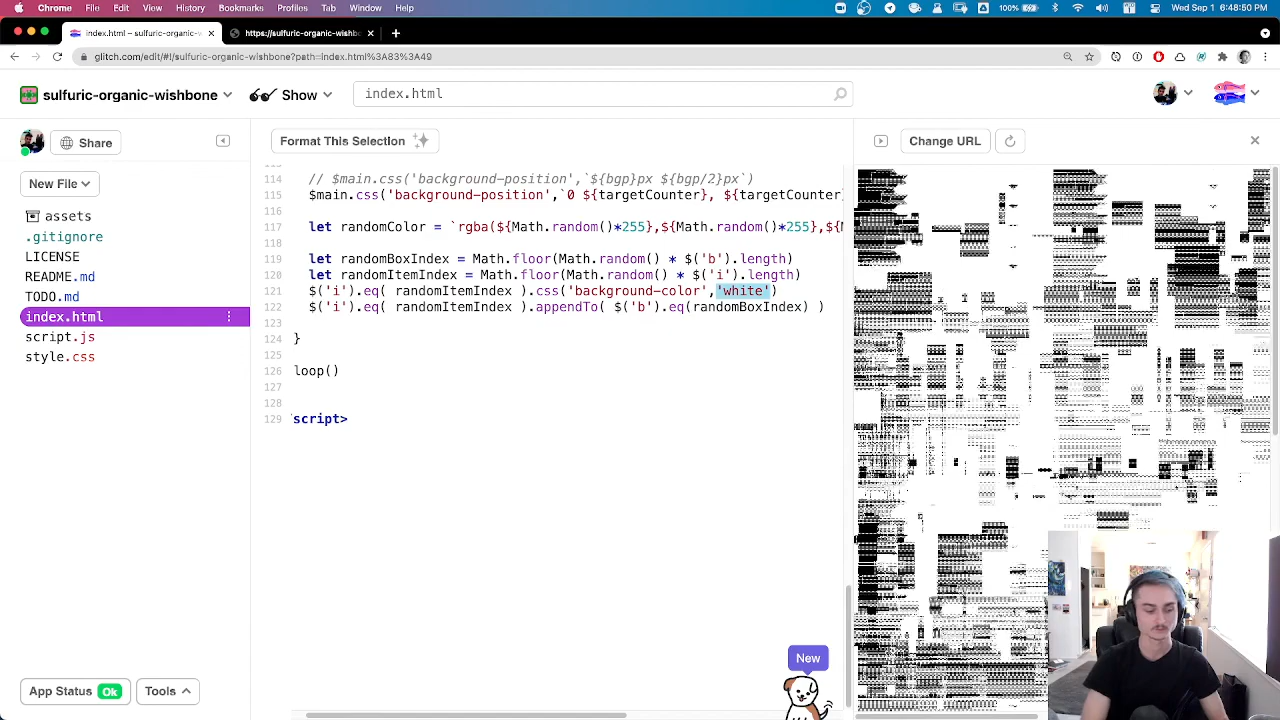 Chrome File Edit View History Bookmarks Profiles Tab Window Help 100% Wed Sep 1 6:48:50 PM
index.html - sulfuric-organic-w
https://sulfuric-organic-wishb
glitch.com/edit/#!/sulfuric-organic-wishbone?path=index.html%3A83%3A49
sulfuric-organic-wishbone
Show
index.html
Share
Format This Selection
Change URL
New File
assets
.gitignore
LICENSE
README.md
TODO.md
index.html
script.js
style.css
114 // $main.css('background-position',`${bgp}px ${bgp/2}px`)
115 $main.css('background-position',`0 ${targetCounter}, ${targetCounter}
116
117 let randomColor = `rgba(${Math.random()*255},${Math.random()*255},${M
118
119 let randomBoxIndex = Math.floor(Math.random() * $('b').length)
120 let randomItemIndex = Math.floor(Math.random() * $('i').length)
121 $('i').eq( randomItemIndex ).css('background-color','white')
122 $('i').eq( randomItemIndex ).appendTo( $('b').eq(randomBoxIndex) )
123
124 }
125
126 loop()
127
128
129 script>
New
App Status Ok
Tools